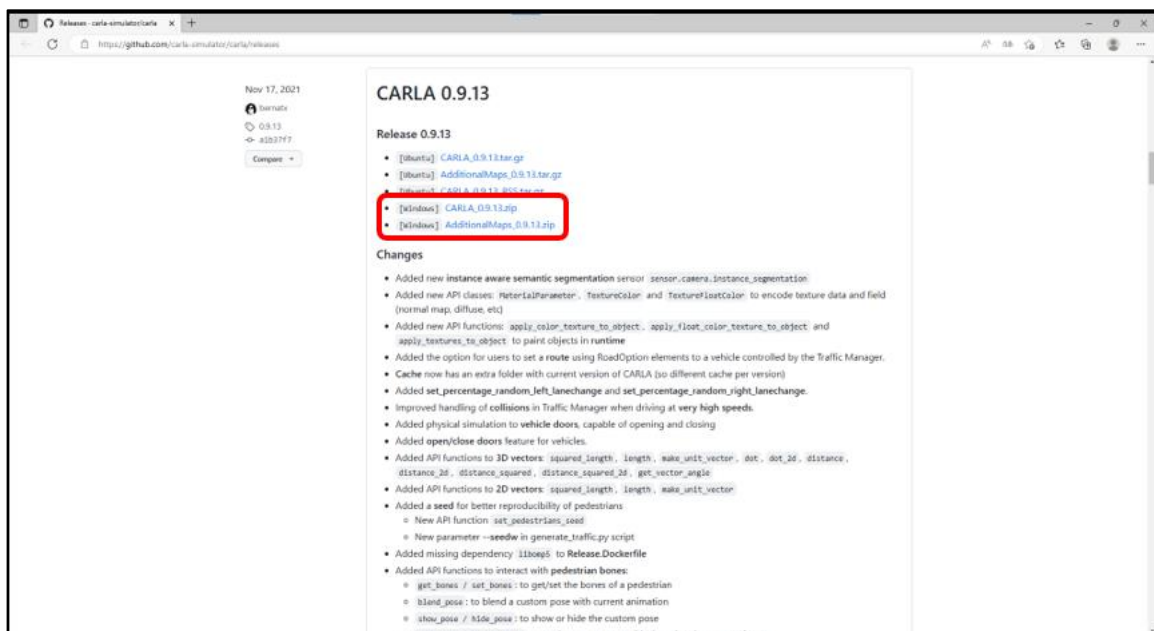 Releases · carla-simulator/carla
https://github.com/carla-simulator/carla/releases
Nov 17, 2021
bernatx
0.9.13
a1b37f7
Compare
CARLA 0.9.13
Release 0.9.13
[Ubuntu] CARLA_0.9.13.tar.gz
[Ubuntu] AdditionalMaps_0.9.13.tar.gz
[Ubuntu] CARLA_0.9.13_RSS.tar.gz
[Windows] CARLA_0.9.13.zip
[Windows] AdditionalMaps_0.9.13.zip
Changes
Added new instance aware semantic segmentation sensor sensor.camera.instance_segmentation
Added new API classes: MaterialParameter, TextureColor and TextureFloatColor to encode texture data and field
(normal map, diffuse, etc)
Added new API functions: apply_color_texture_to_object, apply_float_color_texture_to_object and
apply_textures_to_object to paint objects in runtime
Added the option for users to set a route using RoadOption elements to a vehicle controlled by the Traffic Manager.
Cache now has an extra folder with current version of CARLA (so different cache per version)
Added set_percentage_random_left_lanechange and set_percentage_random_right_lanechange.
Improved handling of collisions in Traffic Manager when driving at very high speeds.
Added physical simulation to vehicle doors, capable of opening and closing
Added open/close doors feature for vehicles.
Added API functions to 3D vectors: squared_length, length, make_unit_vector, dot, dot_2d, distance,
distance_2d, distance_squared, distance_squared_2d, get_vector_angle
Added API functions to 2D vectors: squared_length, length, make_unit_vector
Added a seed for better reproducibility of pedestrians
New API function set_pedestrians_seed
New parameter --seedw in generate_traffic.py script
Added missing dependency libomp5 to Release.Dockerfile
Added API functions to interact with pedestrian bones:
get_bones / set_bones: to get/set the bones of a pedestrian
blend_pose: to blend a custom pose with current animation
show_pose / hide_pose: to show or hide the custom pose